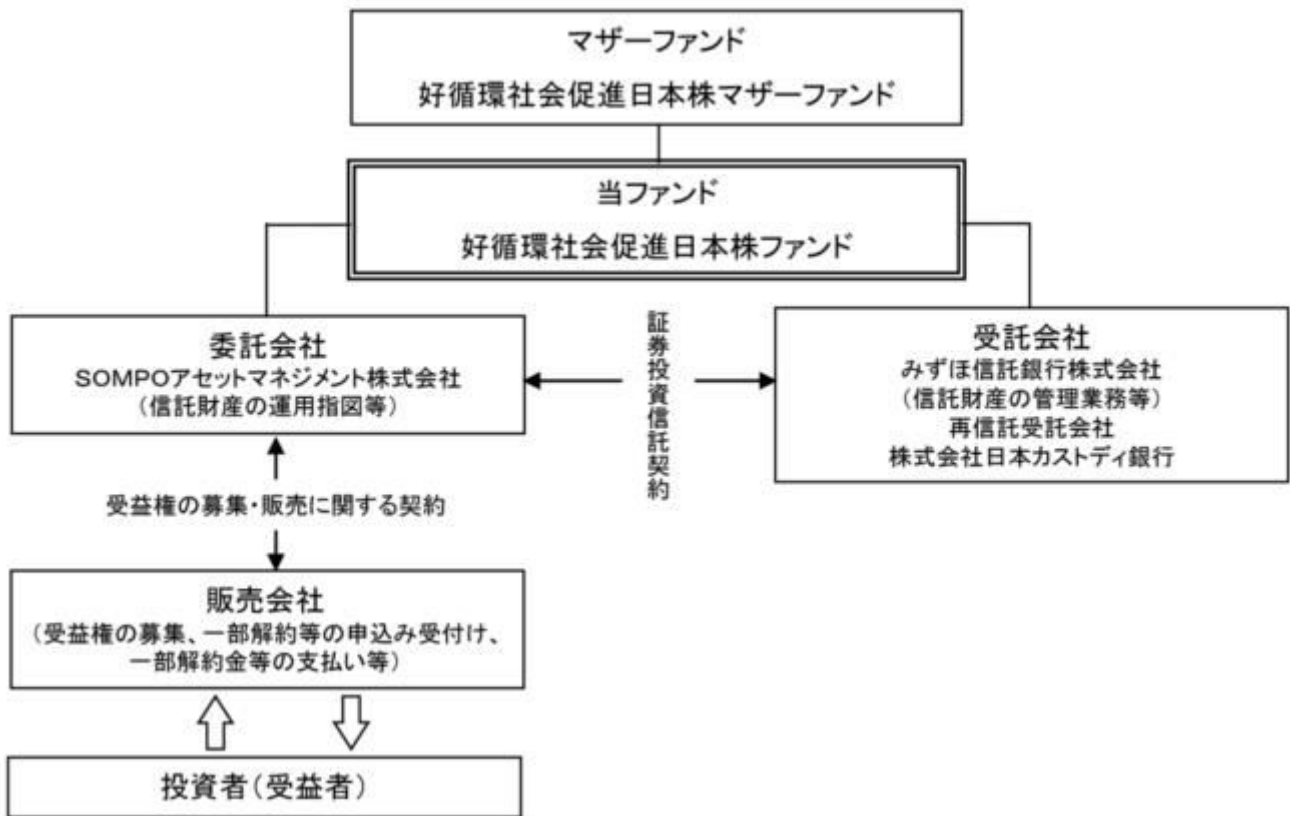 マザーファンド
好循環社会促進日本株マザーファンド
当ファンド
好循環社会促進日本株ファンド
委託会社
SOMPOアセットマネジメント株式会社
(信託財産の運用指図等)
証券投資信託契約
受託会社
みずほ信託銀行株式会社
(信託財産の管理業務等)
再信託受託会社
株式会社日本カストディ銀行
受益権の募集・販売に関する契約
販売会社
(受益権の募集、一部解約等の申込み受付け、
一部解約金等の支払い等)
投資者(受益者)